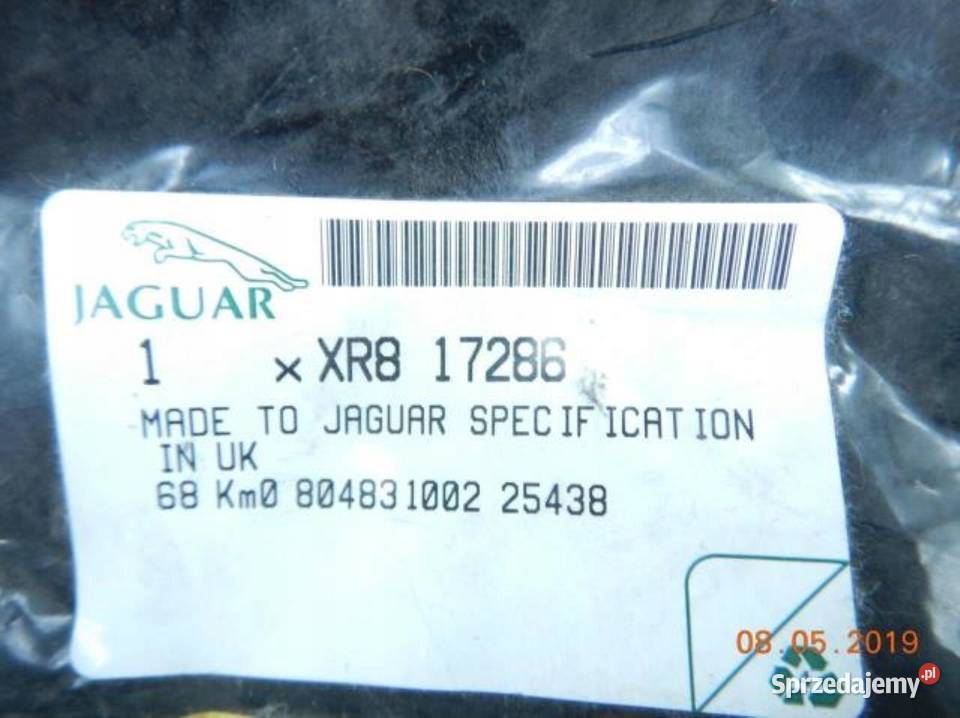 JAGUAR
1 x XR8 17286
MADE TO JAGUAR SPECIFICATION
IN UK
68 Km0 804831002 25438
08.05.2019
Sprzedajemy.pl